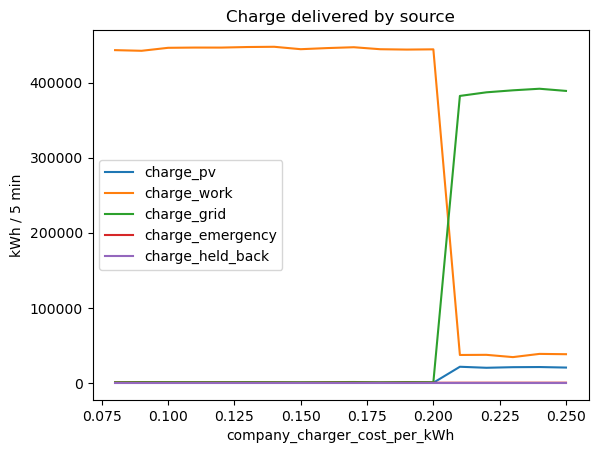 Charge delivered by source
kWh / 5 min
400000
300000
200000
100000
0
charge_pv
charge_work
charge_grid
charge_emergency
charge_held_back
0.075 0.100 0.125 0.150 0.175 0.200 0.225 0.250
company_charger_cost_per_kWh